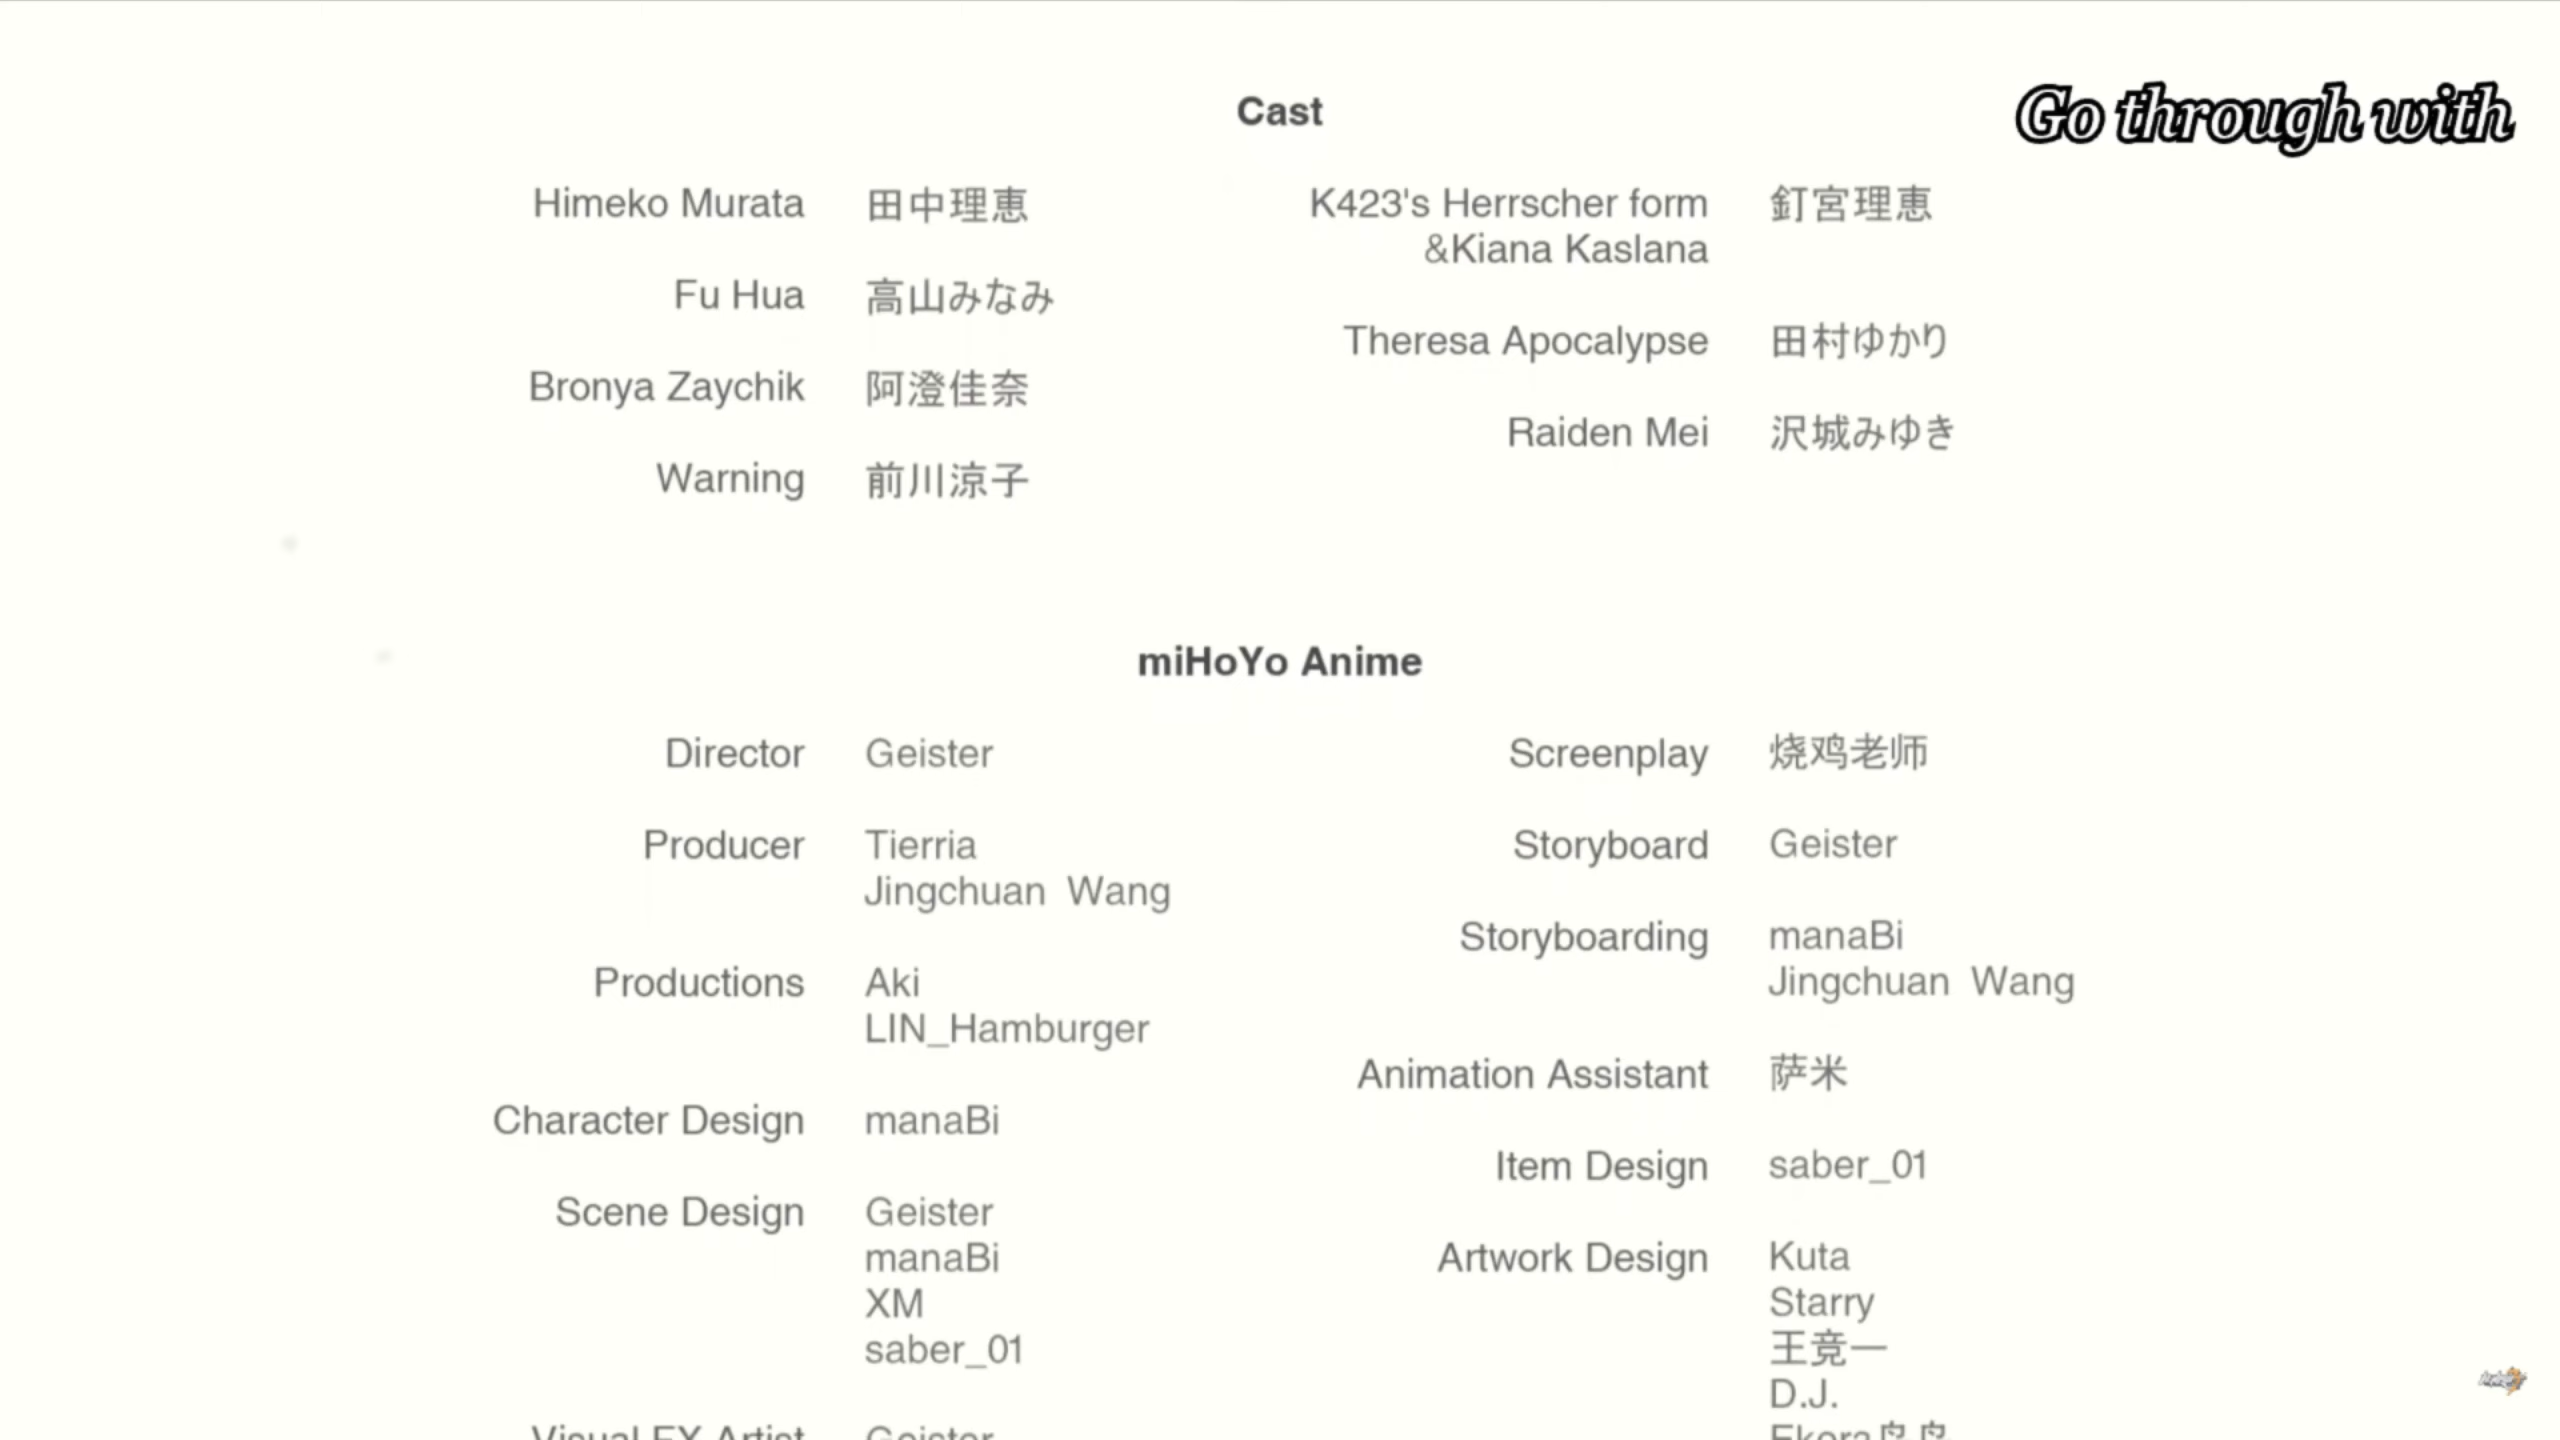 Go through with
Cast
Himeko Murata 田中理恵
Fu Hua 高山みなみ
Bronya Zaychik 阿澄佳奈
Warning 前川涼子
K423's Herrscher form 釘宮理恵
&Kiana Kaslana
Theresa Apocalypse 田村ゆかり
Raiden Mei 沢城みゆき
miHoYo Anime
Director Geister
Producer Tierria
Jingchuan Wang
Productions Aki
LIN_Hamburger
Character Design manaBi
Scene Design Geister
manaBi
XM
saber_01
Visual FX Artist Geister
Screenplay 烧鸡老师
Storyboard Geister
Storyboarding manaBi
Jingchuan Wang
Animation Assistant 萨米
Item Design saber_01
Artwork Design Kuta
Starry
王竞一
D.J.